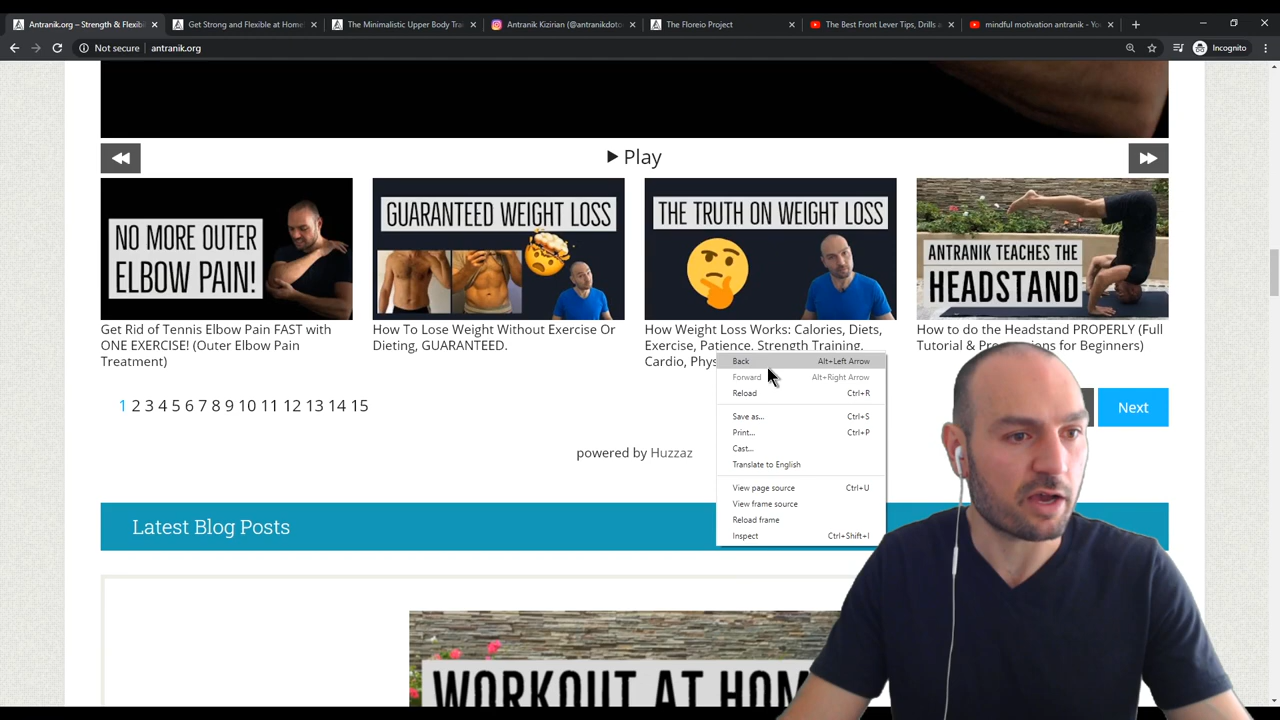 Antranik.org – Strength & Flexib
Get Strong and Flexible at Home
The Minimalistic Upper Body Tra
Antranik Kizirian (@antranikdoto
The Floreio Project
The Best Front Lever Tips, Drills a
mindful motivation antranik - Yo
Not secure
antranik.org
Incognito
Play
NO MORE OUTER
ELBOW PAIN!
GUARANTEED WEIGHT LOSS
THE TRUTH ON WEIGHT LOSS
ANTRANIK TEACHES THE
HEADSTAND
Get Rid of Tennis Elbow Pain FAST with
ONE EXERCISE! (Outer Elbow Pain
Treatment)
How To Lose Weight Without Exercise Or
Dieting, GUARANTEED.
How Weight Loss Works: Calories, Diets,
Exercise, Patience, Strength Training,
Cardio, Phys
How to do the Headstand PROPERLY (Full
Tutorial & for Beginners)
Back Alt+Left Arrow
Forward Alt+Right Arrow
Reload Ctrl+R
Save as... Ctrl+S
Print... Ctrl+P
Cast...
Translate to English
View page source Ctrl+U
View frame source
Reload frame
Inspect Ctrl+Shift+I
1 2 3 4 5 6 7 8 9 10 11 12 13 14 15
Next
powered by Huzzaz
Latest Blog Posts
WORKOUT AT HOM